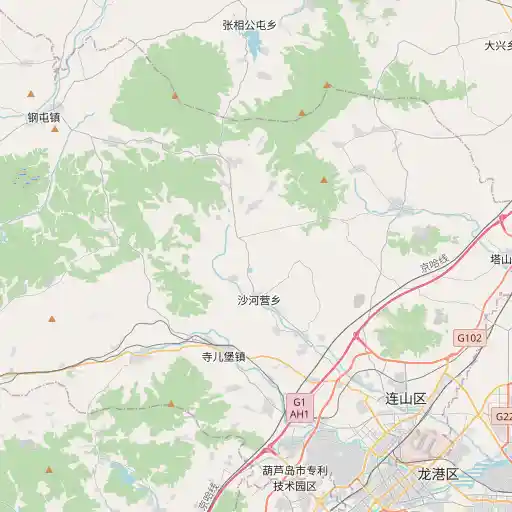 张相公屯乡
大兴乡
钢屯镇
塔山
京哈线
沙河营乡
G102
寺儿堡镇
G1
AH1
连山区
G22
葫芦岛市专利
技术园区
龙港区
京哈线